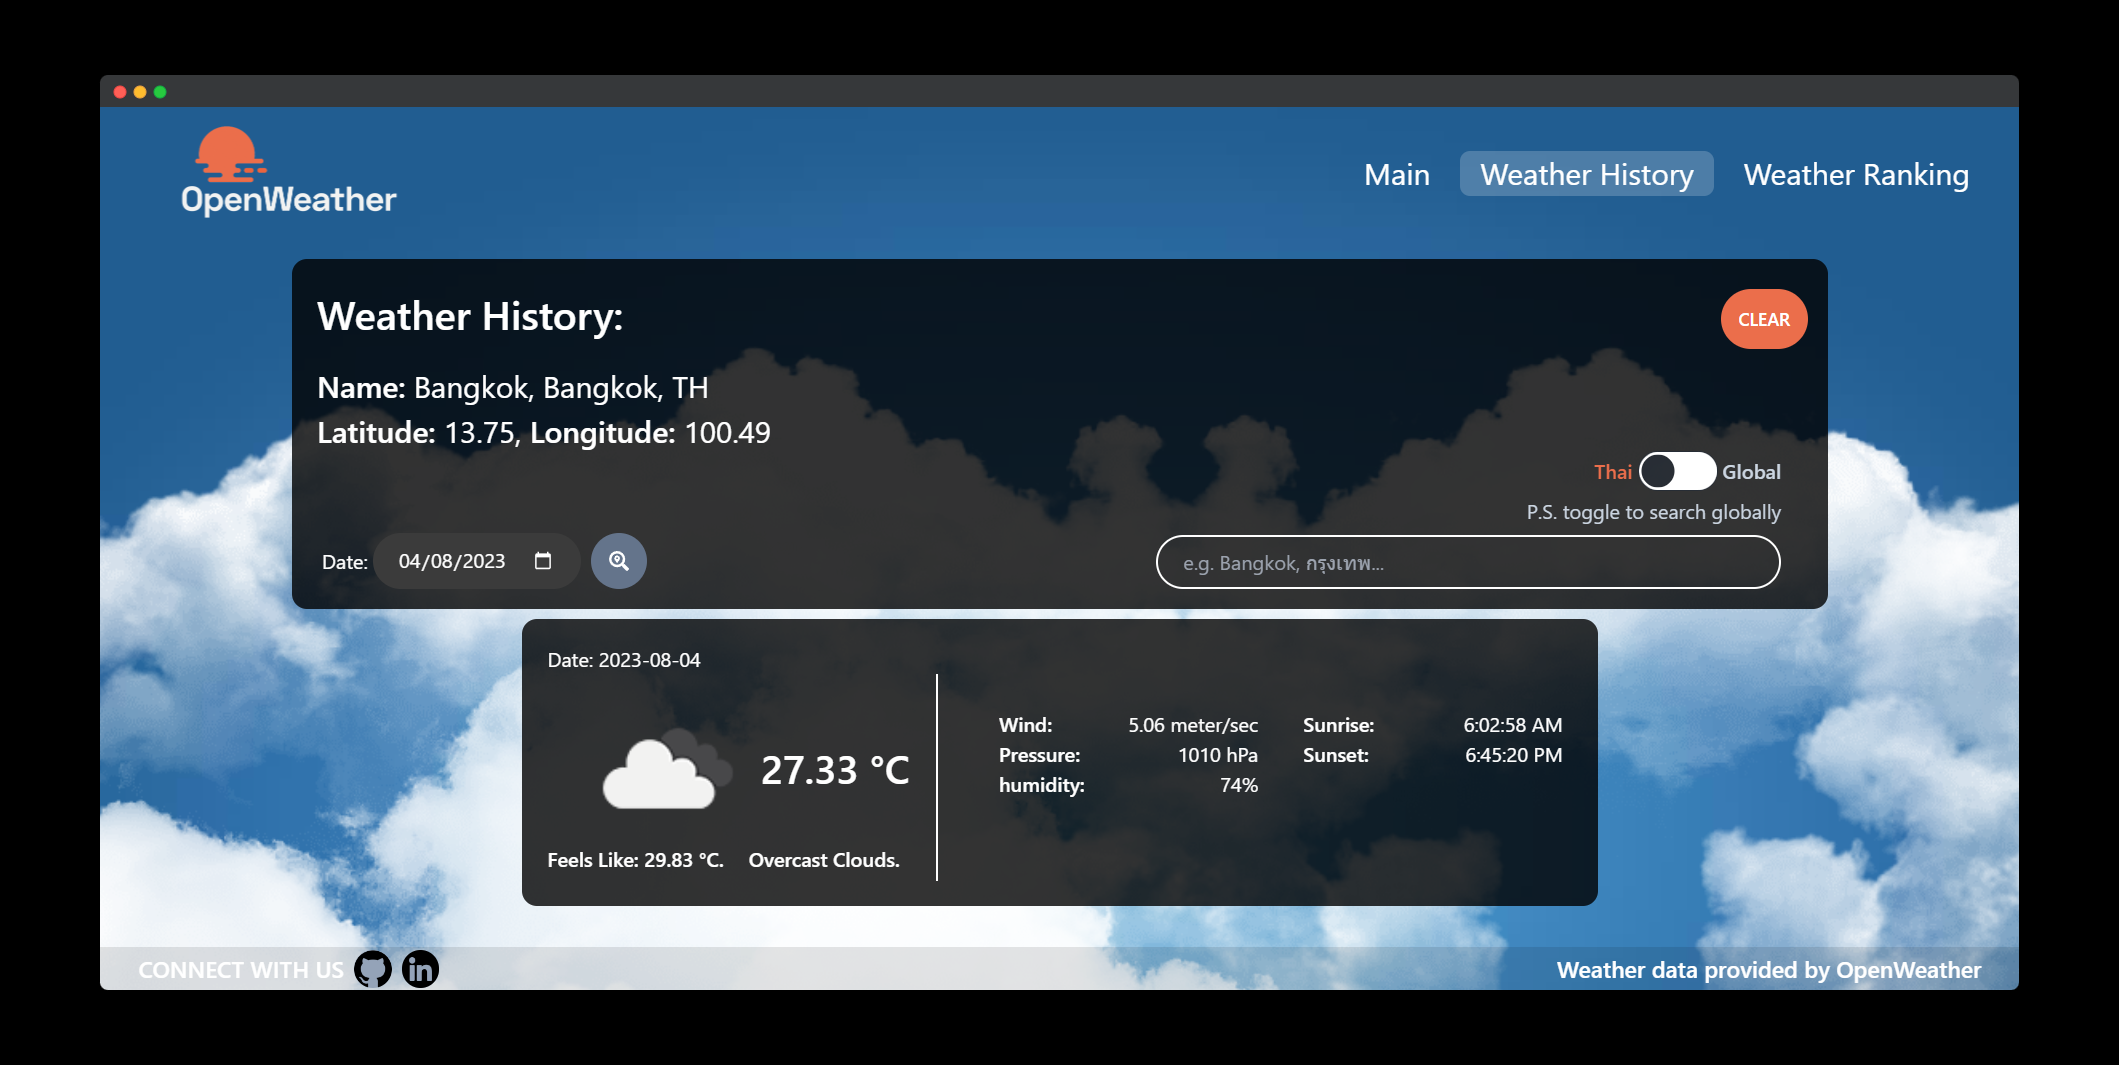 OpenWeather
Main Weather History Weather Ranking
Weather History:
CLEAR
Name: Bangkok, Bangkok, TH
Latitude: 13.75, Longitude: 100.49
Thai Global
P.S. toggle to search globally
Date: 04/08/2023
e.g. Bangkok, กรุงเทพ...
Date: 2023-08-04
27.33 °C
Feels Like: 29.83 °C. Overcast Clouds.
Wind: 5.06 meter/sec
Pressure: 1010 hPa
humidity: 74%
Sunrise: 6:02:58 AM
Sunset: 6:45:20 PM
CONNECT WITH US in
Weather data provided by OpenWeather